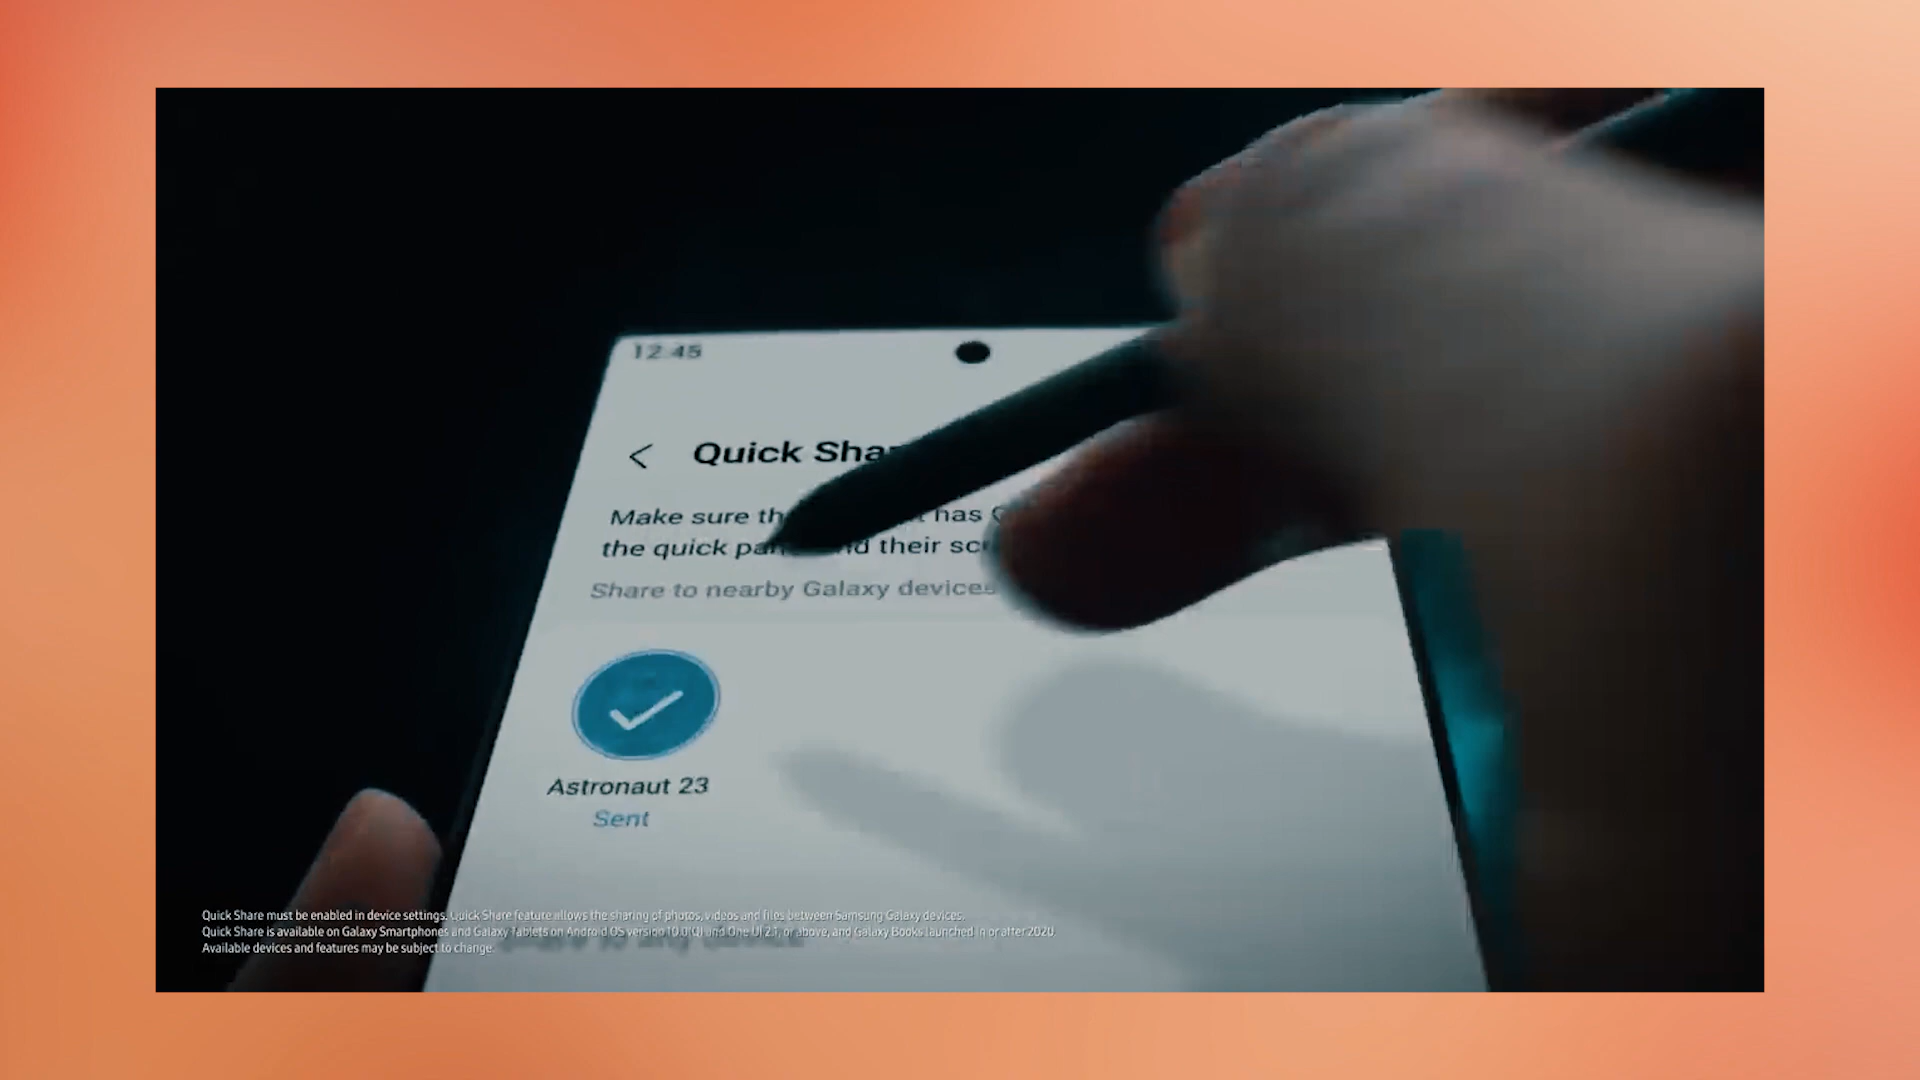 12:45
Quick Sha
Make sure th has
the quick pan nd their scr
Share to nearby Galaxy devices
Astronaut 23
Sent
Quick Share must be enabled in device settings. Quick Share feature allows the sharing of photos, videos and files between Samsung Galaxy devices.
Quick Share is available on Galaxy Smartphones and Galaxy Tablets on Android OS version 10.0(Q) and One UI 2.1, or above, and Galaxy Books launched in or after 2020.
Available devices and features may be subject to change.